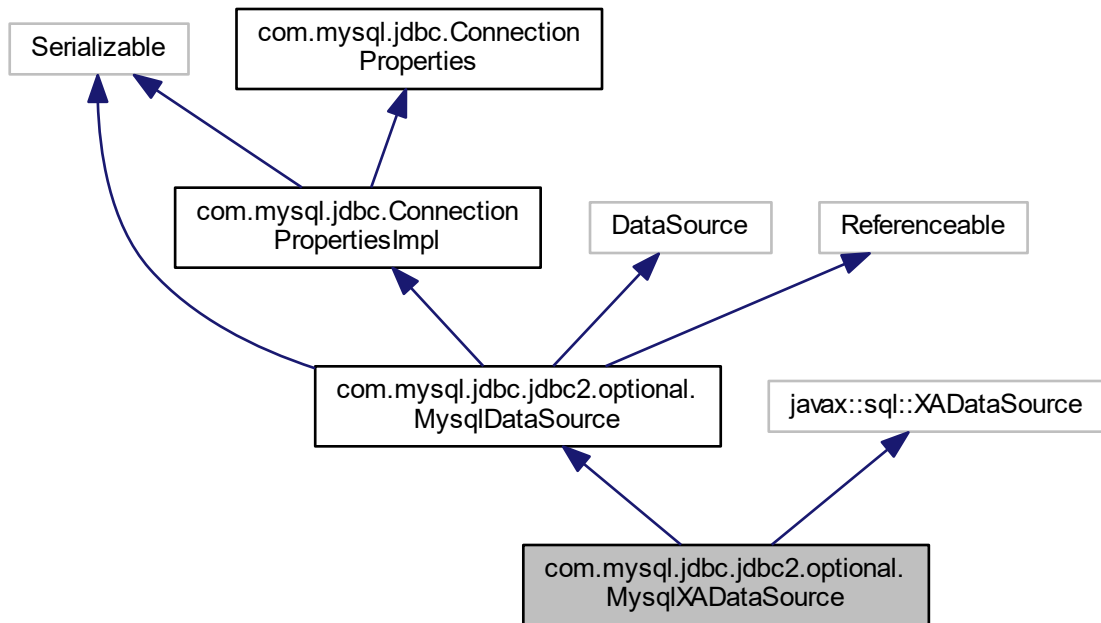 Serializable
com.mysql.jdbc.Connection
Properties
com.mysql.jdbc.Connection
PropertiesImpl
DataSource
Referenceable
com.mysql.jdbc.jdbc2.optional.
MysqlDataSource
javax::sql::XADataSource
com.mysql.jdbc.jdbc2.optional.
MysqlXADataSource